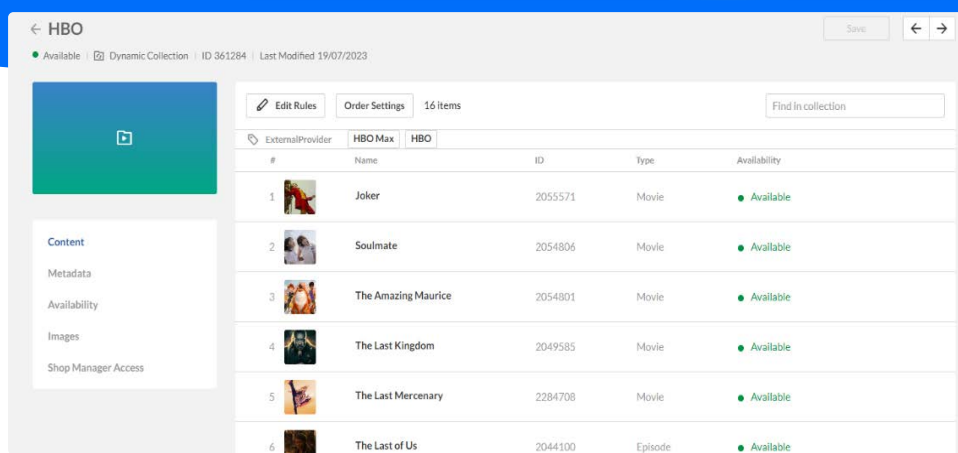 ← HBO
Save
← →
Available | Dynamic Collection | ID 361284 | Last Modified 19/07/2023
Edit Rules
Order Settings
16 items
Find in collection
ExternalProvider
HBO Max
HBO
# Name ID Type Availability
1 Joker 2055571 Movie Available
2 Soulmate 2054806 Movie Available
3 The Amazing Maurice 2054801 Movie Available
4 The Last Kingdom 2049585 Movie Available
5 The Last Mercenary 2284708 Movie Available
6 The Last of Us 2044100 Episode Available
Content
Metadata
Availability
Images
Shop Manager Access